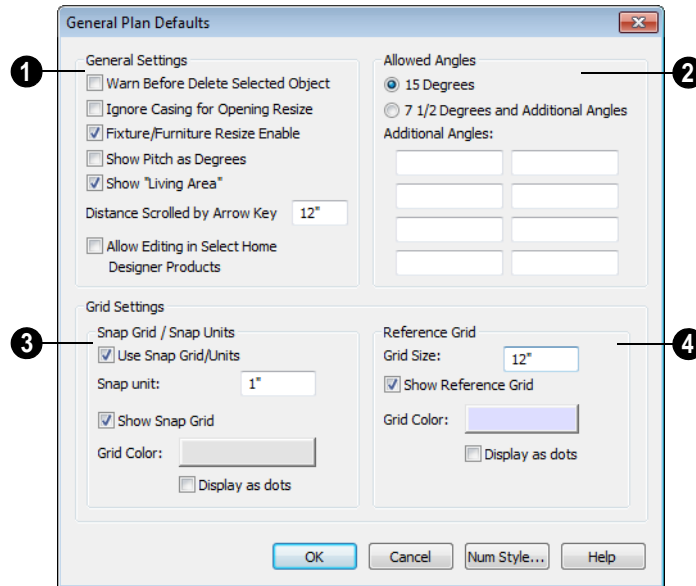 General Plan Defaults
1
General Settings
Warn Before Delete Selected Object
Ignore Casing for Opening Resize
Fixture/Furniture Resize Enable
Show Pitch as Degrees
Show "Living Area"
Distance Scrolled by Arrow Key 12"
Allow Editing in Select Home
Designer Products
2
Allowed Angles
15 Degrees
7 1/2 Degrees and Additional Angles
Additional Angles:
Grid Settings
3
Snap Grid / Snap Units
Use Snap Grid/Units
Snap unit: 1"
Show Snap Grid
Grid Color:
Display as dots
4
Reference Grid
Grid Size: 12"
Show Reference Grid
Grid Color:
Display as dots
OK Cancel Num Style... Help